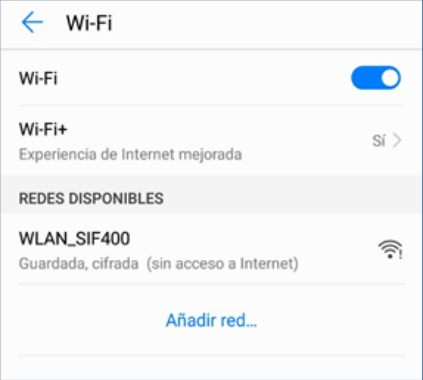 Wi-Fi
Wi-Fi
Wi-Fi+
Experiencia de Internet mejorada
Sí
REDES DISPONIBLES
WLAN_SIF400
Guardada, cifrada (sin acceso a Internet)
Añadir red...